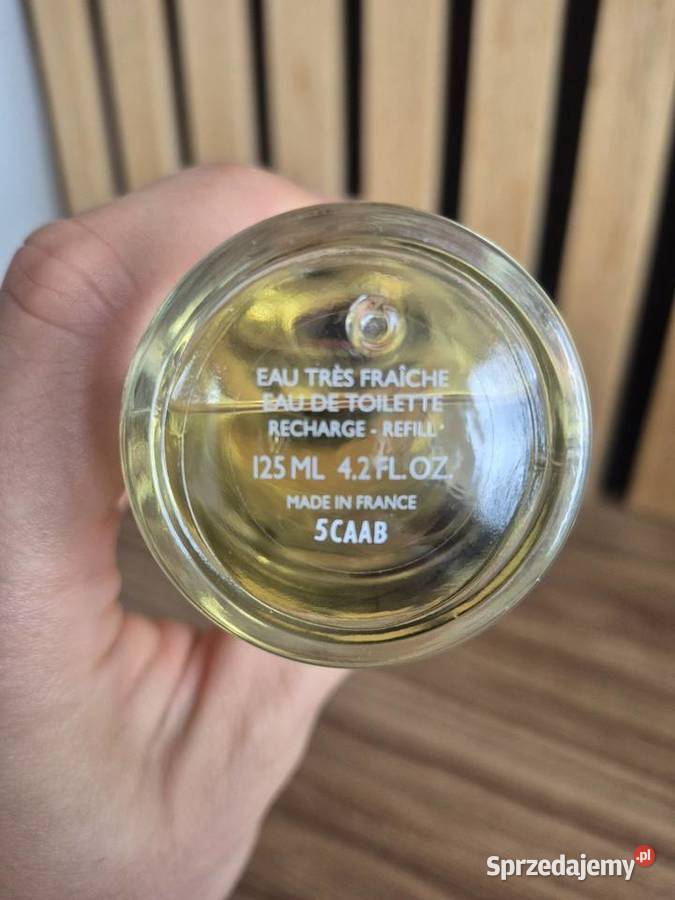 EAU TRÈS FRAÎCHE
EAU DE TOILETTE
RECHARGE - REFILL
125 ML 4.2 FL. OZ.
MADE IN FRANCE
5CAAB
Sprzedajemy.pl